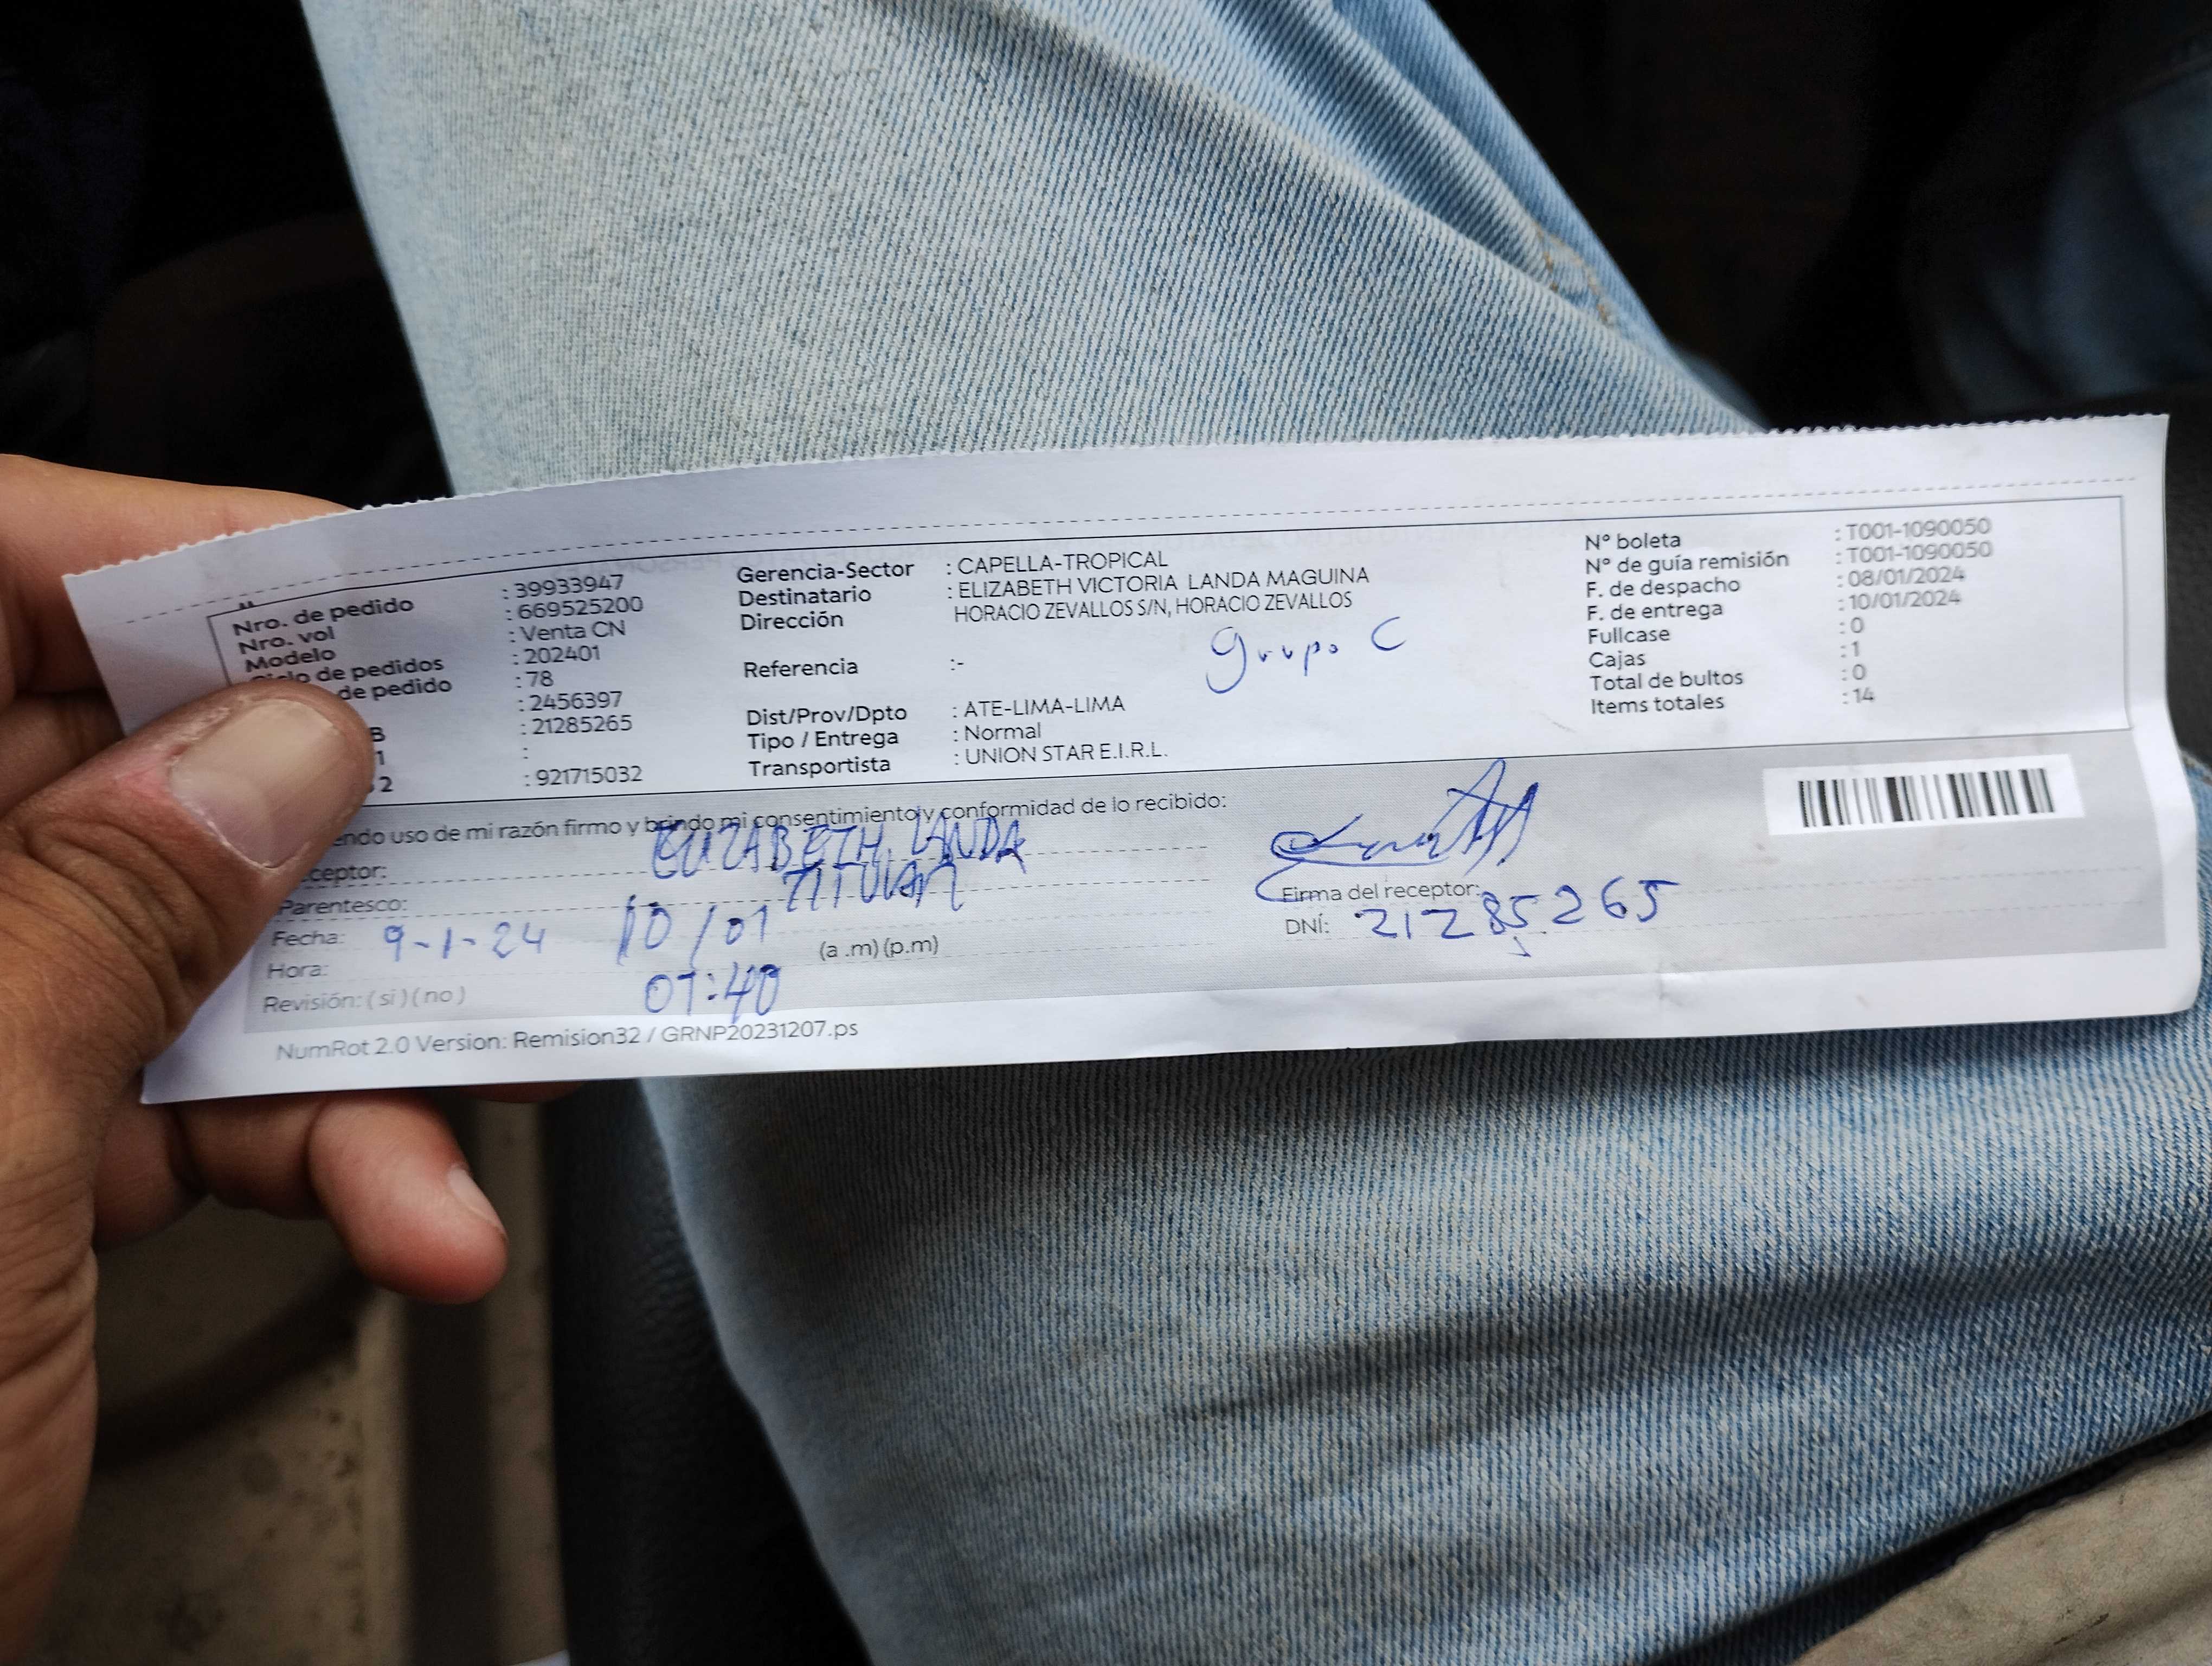 Nro. de pedido : 39933947
Nro. vol : 669525200
Modelo : Venta CN
de pedidos : 202401
de pedido : 78
: 2456397
B : 21285265
1 :
2 : 921715032
Gerencia-Sector : CAPELLA-TROPICAL
Destinatario : ELIZABETH VICTORIA LANDA MAGUINA
Dirección HORACIO ZEVALLOS S/N, HORACIO ZEVALLOS
grupo C
Referencia :-
Dist/Prov/Dpto : ATE-LIMA-LIMA
Tipo / Entrega : Normal
Transportista : UNION STAR E.I.R.L.
N° boleta : T001-1090050
N° de guía remisión : T001-1090050
F. de despacho : 08/01/2024
F. de entrega : 10/01/2024
Fullcase : 0
Cajas : 1
Total de bultos : 0
Items totales : 14
endo uso de mi razón firmo y brindo mi consentimiento y conformidad de lo recibido:
ceptor: ELIZABETH LANDA
Parentesco: TITULAR
Fecha: 9-1-24 10/01
Hora: 07:40 (a .m) (p.m)
Revisión: ( si ) ( no )
Firma del receptor:
DNÍ: 21285265
NumRot 2.0 Version: Remision32 / GRNP20231207.ps